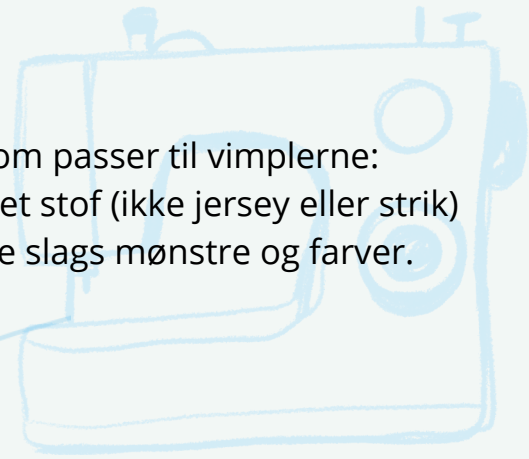 om passer til vimplerne:
et stof (ikke jersey eller strik)
e slags mønstre og farver.